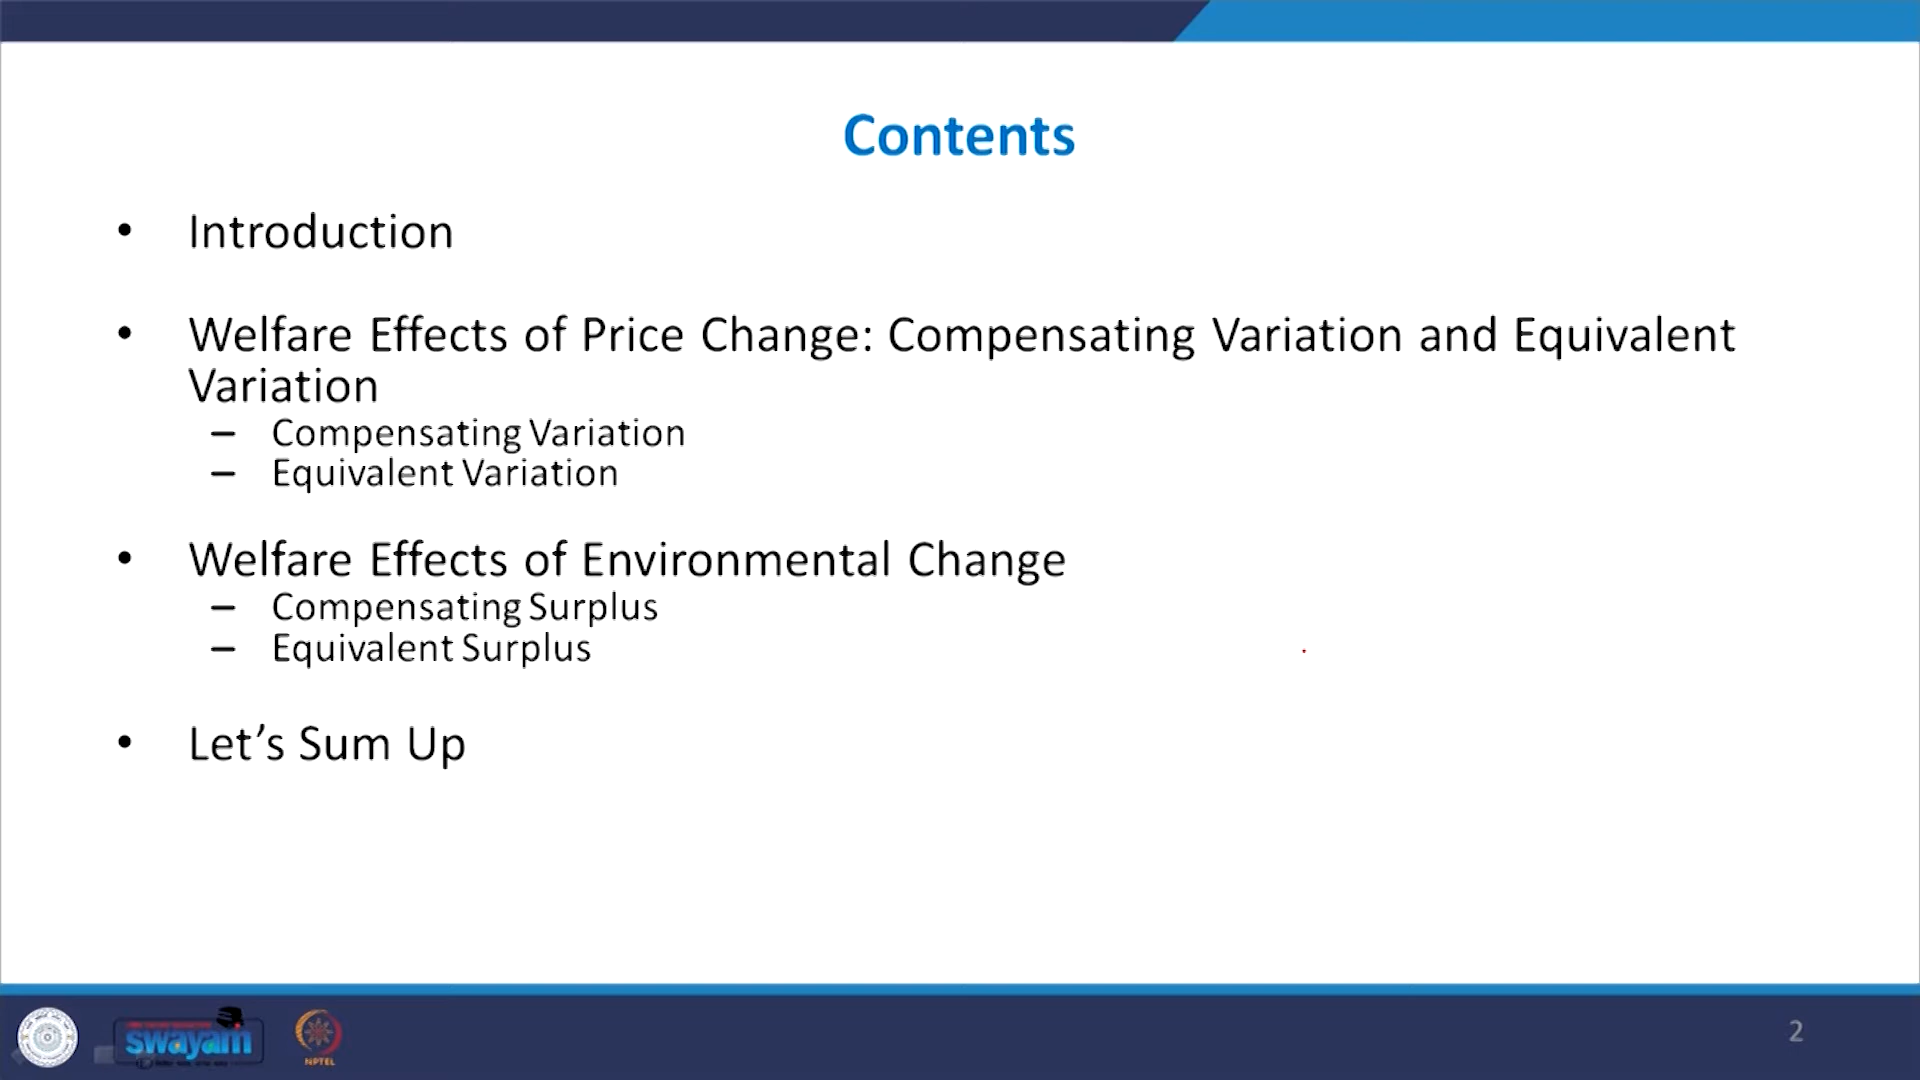 Contents
• Introduction
• Welfare Effects of Price Change: Compensating Variation and Equivalent
Variation
– Compensating Variation
– Equivalent Variation
• Welfare Effects of Environmental Change
– Compensating Surplus
– Equivalent Surplus
• Let’s Sum Up
swayam
NPTEL
2